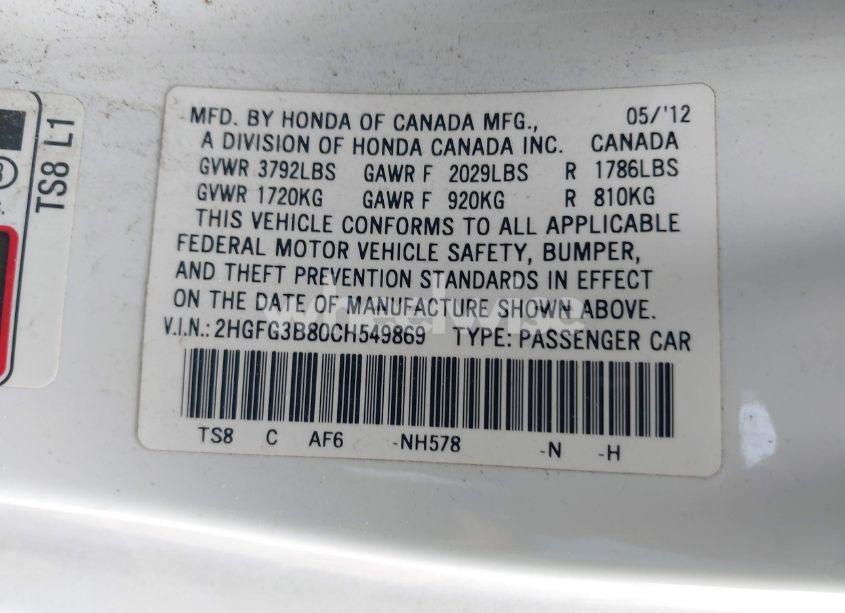 MFD. BY HONDA OF CANADA MFG., 05/'12
A DIVISION OF HONDA CANADA INC. CANADA
GVWR 3792LBS GAWR F 2029LBS R 1786LBS
GVWR 1720KG GAWR F 920KG R 810KG
THIS VEHICLE CONFORMS TO ALL APPLICABLE
FEDERAL MOTOR VEHICLE SAFETY, BUMPER,
AND THEFT PREVENTION STANDARDS IN EFFECT
ON THE DATE OF MANUFACTURE SHOWN ABOVE.
V.I.N.: 2HGFG3B80CH549869 TYPE: PASSENGER CAR
TS8 C AF6 -NH578 -N -H
TS8 L1